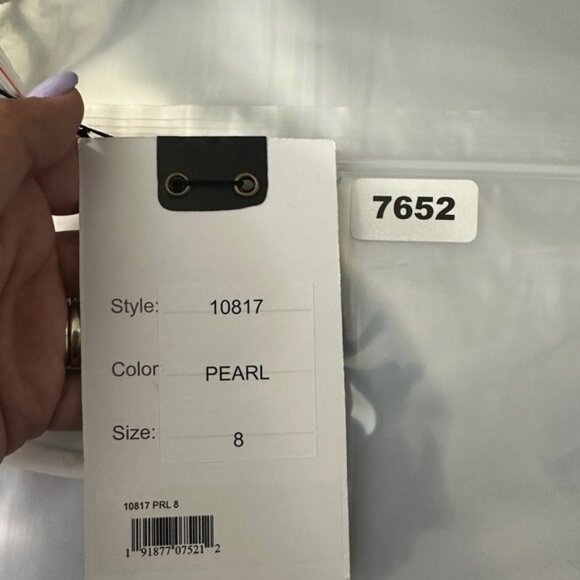 7652
Style: 10817
Color PEARL
Size: 8
10817 PRL 8
1 91877 07521 2